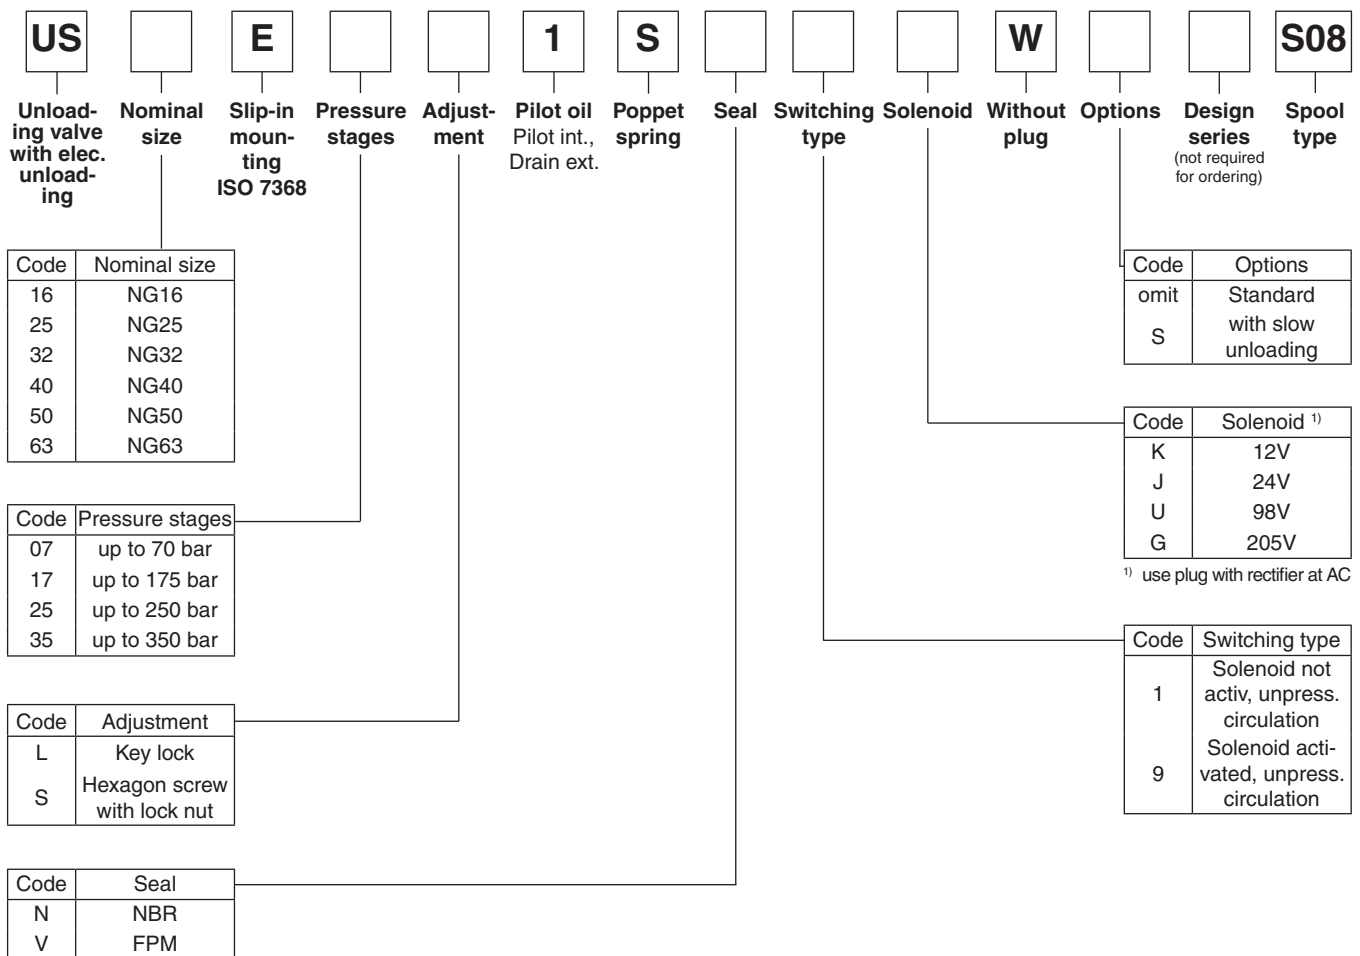 US E 1 S W S08
Unload-
ing valve
with elec.
unload-
ing
Nominal
size
Slip-in
moun-
ting
ISO 7368
Pressure
stages
Adjust-
ment
Pilot oil
Pilot int.,
Drain ext.
Poppet
spring
Seal
Switching
type
Solenoid
Without
plug
Options
Design
series
(not required
for ordering)
Spool
type
Code Nominal size
16 NG16
25 NG25
32 NG32
40 NG40
50 NG50
63 NG63
Code Pressure stages
07 up to 70 bar
17 up to 175 bar
25 up to 250 bar
35 up to 350 bar
Code Adjustment
L Key lock
S Hexagon screw
with lock nut
Code Seal
N NBR
V FPM
Code Options
omit Standard
S with slow
unloading
Code Solenoid 1)
K 12V
J 24V
U 98V
G 205V
1) use plug with rectifier at AC
Code Switching type
1 Solenoid not
activ, unpress.
circulation
9 Solenoid acti-
vated, unpress.
circulation